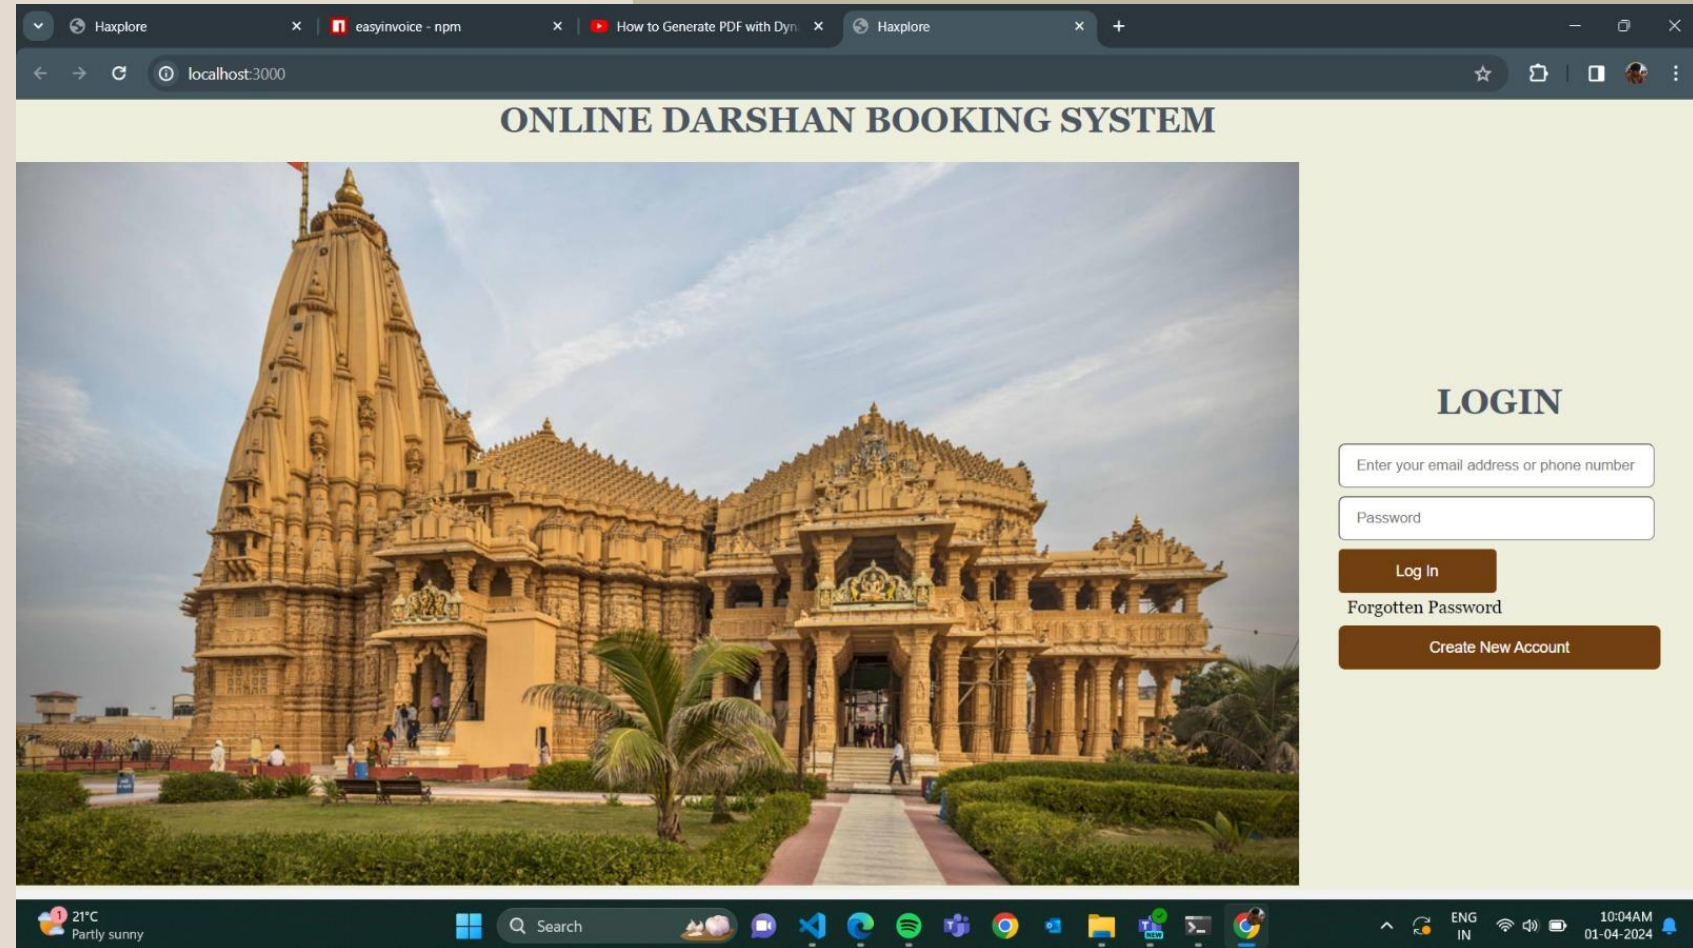 Haxplore
easyinvoice - npm
How to Generate PDF with Dyn
Haxplore
localhost:3000
ONLINE DARSHAN BOOKING SYSTEM
LOGIN
Enter your email address or phone number
Password
Log In
Forgotten Password
Create New Account
1
21°C
Partly sunny
Search
NEW
ENG
IN
10:04AM
01-04-2024